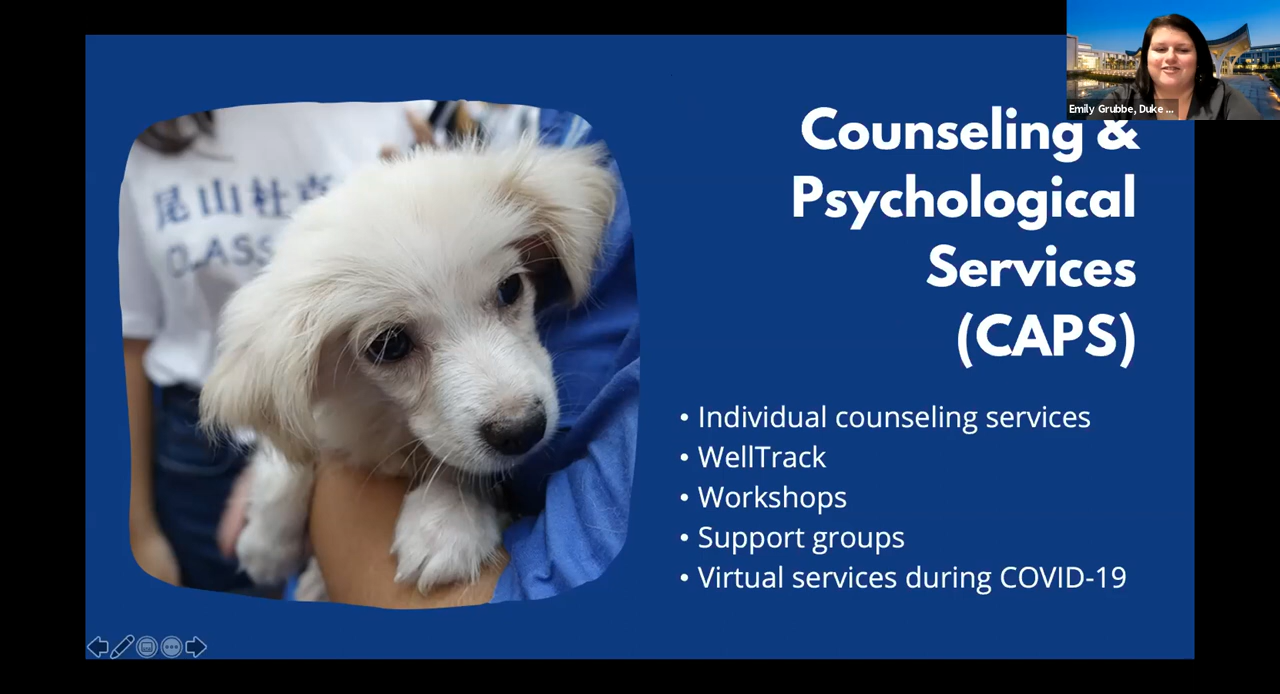 Emily Grubbe, Duke ...
Counseling &
Psychological
Services
(CAPS)
昆山杜克
CLASS
• Individual counseling services
• WellTrack
• Workshops
• Support groups
• Virtual services during COVID-19